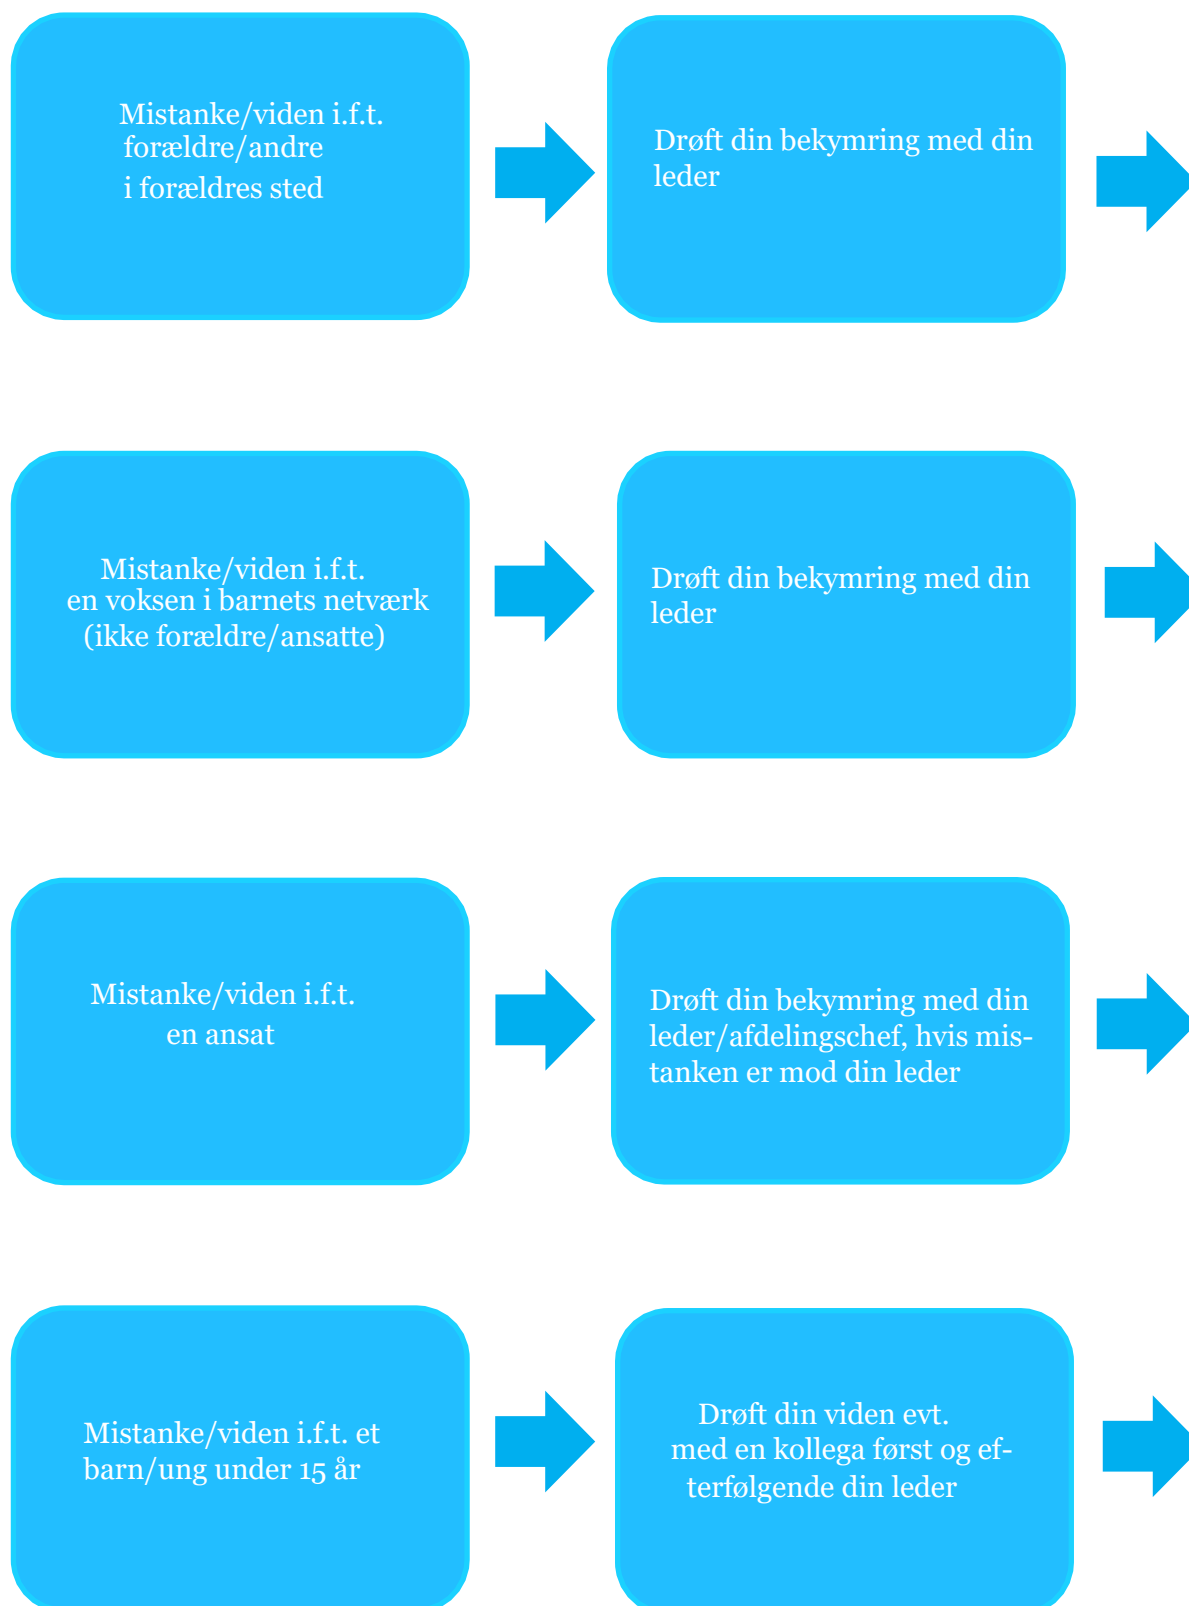 Mistanke/viden i.f.t.
forældre/andre
i forældres sted
Drøft din bekymring med din
leder
Mistanke/viden i.f.t.
en voksen i barnets netværk
(ikke forældre/ansatte)
Drøft din bekymring med din
leder
Mistanke/viden i.f.t.
en ansat
Drøft din bekymring med din
leder/afdelingschef, hvis mis-
tanken er mod din leder
Mistanke/viden i.f.t. et
barn/ung under 15 år
Drøft din viden evt.
med en kollega først og ef-
terfølgende din leder